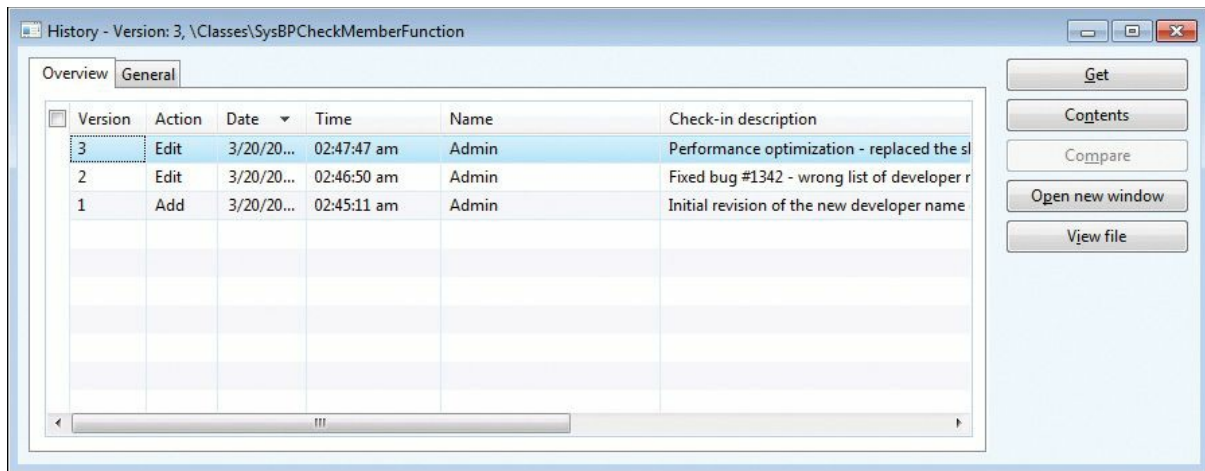 History - Version: 3, \Classes\SysBPCheckMemberFunction
Overview General
Version Action Date Time Name Check-in description
3 Edit 3/20/20... 02:47:47 am Admin Performance optimization - replaced the
2 Edit 3/20/20... 02:46:50 am Admin Fixed bug #1342 - wrong list of developer
1 Add 3/20/20... 02:45:11 am Admin Initial revision of the new developer name
Get
Contents
Compare
Open new window
View file